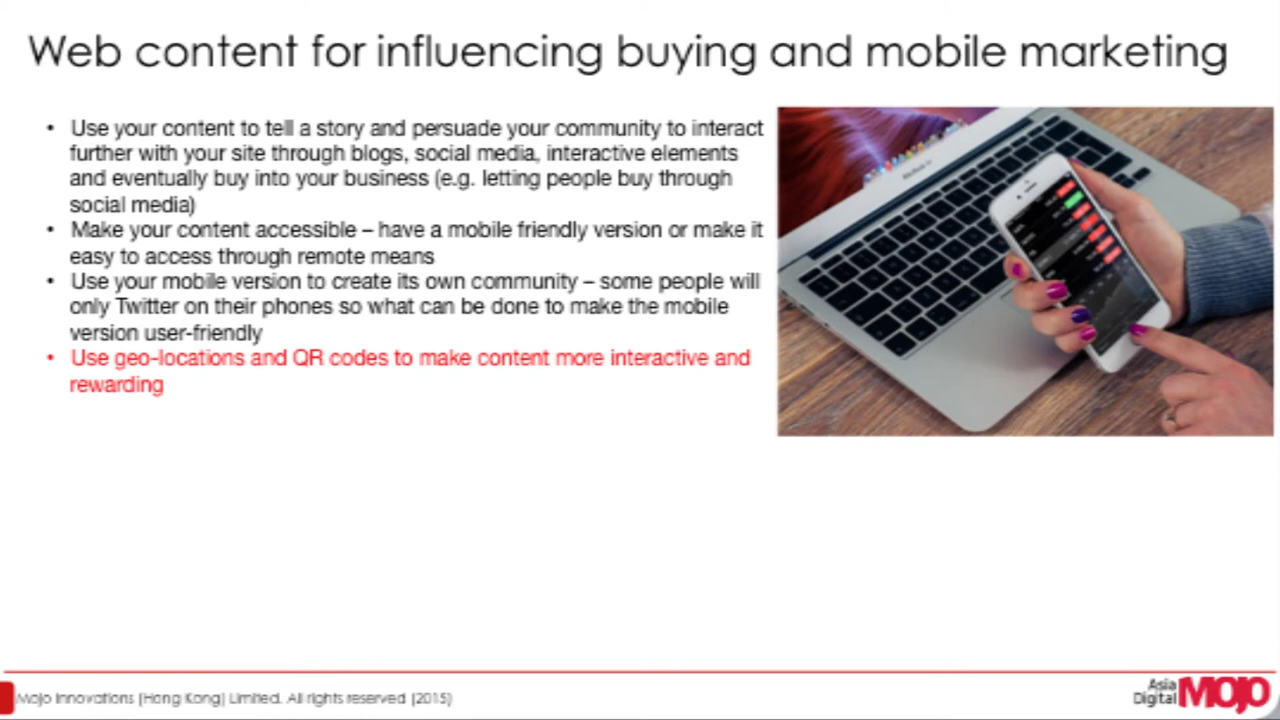 Web content for influencing buying and mobile marketing
• Use your content to tell a story and persuade your community to interact
further with your site through blogs, social media, interactive elements
and eventually buy into your business (e.g. letting people buy through
social media)
• Make your content accessible – have a mobile friendly version or make it
easy to access through remote means
• Use your mobile version to create its own community – some people will
only Twitter on their phones so what can be done to make the mobile
version user-friendly
• Use geo-locations and QR codes to make content more interactive and
rewarding
Mojo Innovations (Hong Kong) Limited. All rights reserved (2015)
Asia
Digital MOJO